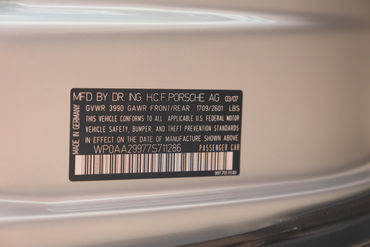 MFD BY DR. ING. H.C.F. PORSCHE AG 03/07
GVWR 3990 GAWR FRONT/REAR 1709/2601 LBS
THIS VEHICLE CONFORMS TO ALL APPLICABLE U.S. MOTOR
VEHICLE SAFETY, BUMPER, AND THEFT PREVENTION STANDARDS
IN EFFECT ON THE DATE OF MANUFACTURE SHOWN ABOVE
WP0AA29977S711286 PASSENGER CAR
MADE IN GERMANY